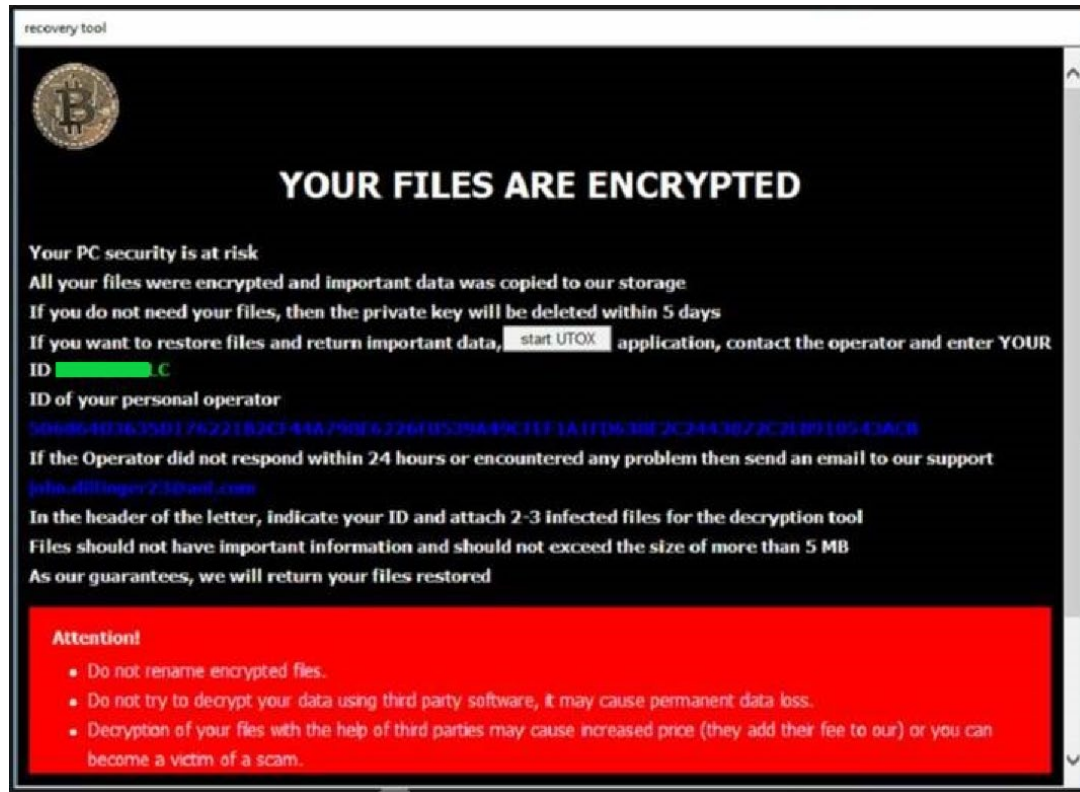 recovery tool
YOUR FILES ARE ENCRYPTED
Your PC security is at risk
All your files were encrypted and important data was copied to our storage
If you do not need your files, then the private key will be deleted within 5 days
If you want to restore files and return important data, start UTOX application, contact the operator and enter YOUR
ID LC
ID of your personal operator
If the Operator did not respond within 24 hours or encountered any problem then send an email to our support
john.dillinger23@aol.com
In the header of the letter, indicate your ID and attach 2-3 infected files for the decryption tool
Files should not have important information and should not exceed the size of more than 5 MB
As our guarantees, we will return your files restored
Attention!
• Do not rename encrypted files.
• Do not try to decrypt your data using third party software, it may cause permanent data loss.
• Decryption of your files with the help of third parties may cause increased price (they add their fee to our) or you can
become a victim of a scam.